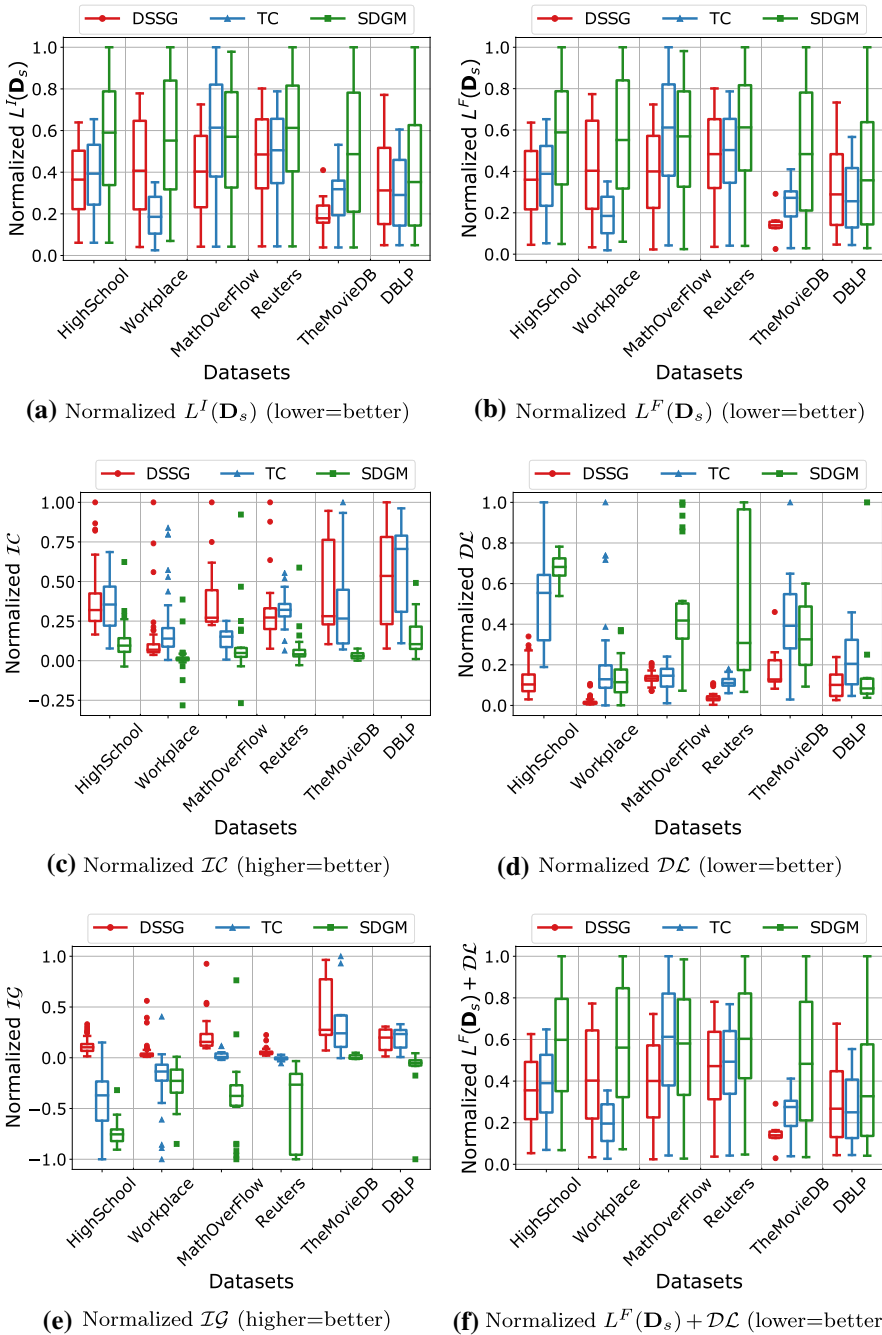 DSSG TC SDGM
Normalized L^I(D_s)
1.0
0.8
0.6
0.4
0.2
0.0
HighSchool
Workplace
MathOverFlow
Reuters
TheMovieDB
DBLP
Datasets
(a) Normalized L^I(D_s) (lower=better)
DSSG TC SDGM
Normalized L^F(D_s)
1.0
0.8
0.6
0.4
0.2
0.0
HighSchool
Workplace
MathOverFlow
Reuters
TheMovieDB
DBLP
Datasets
(b) Normalized L^F(D_s) (lower=better)
DSSG TC SDGM
Normalized IC
1.00
0.75
0.50
0.25
0.00
−0.25
HighSchool
Workplace
MathOverFlow
Reuters
TheMovieDB
DBLP
Datasets
(c) Normalized IC (higher=better)
DSSG TC SDGM
Normalized DL
1.0
0.8
0.6
0.4
0.2
0.0
HighSchool
Workplace
MathOverFlow
Reuters
TheMovieDB
DBLP
Datasets
(d) Normalized DL (lower=better)
DSSG TC SDGM
Normalized IG
1.0
0.5
0.0
−0.5
−1.0
HighSchool
Workplace
MathOverFlow
Reuters
TheMovieDB
DBLP
Datasets
(e) Normalized IG (higher=better)
DSSG TC SDGM
Normalized L^F(D_s) + DL
1.0
0.8
0.6
0.4
0.2
0.0
HighSchool
Workplace
MathOverFlow
Reuters
TheMovieDB
DBLP
Datasets
(f) Normalized L^F(D_s) + DL (lower=better